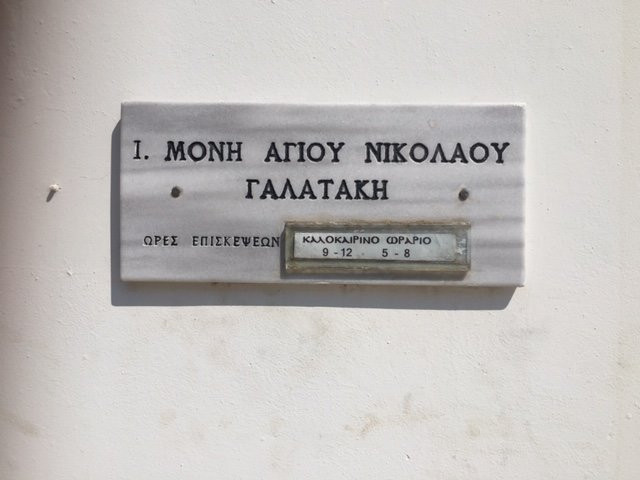 Ι. ΜΟΝΗ ΑΓΙΟΥ ΝΙΚΟΛΑΟΥ
ΓΑΛΑΤΑΚΗ
ΩΡΕΣ ΕΠΙΣΚΕΨΕΩΝ ΚΑΛΟΚΑΙΡΙΝΟ ΩΡΑΡΙΟ
9 - 12 5 - 8